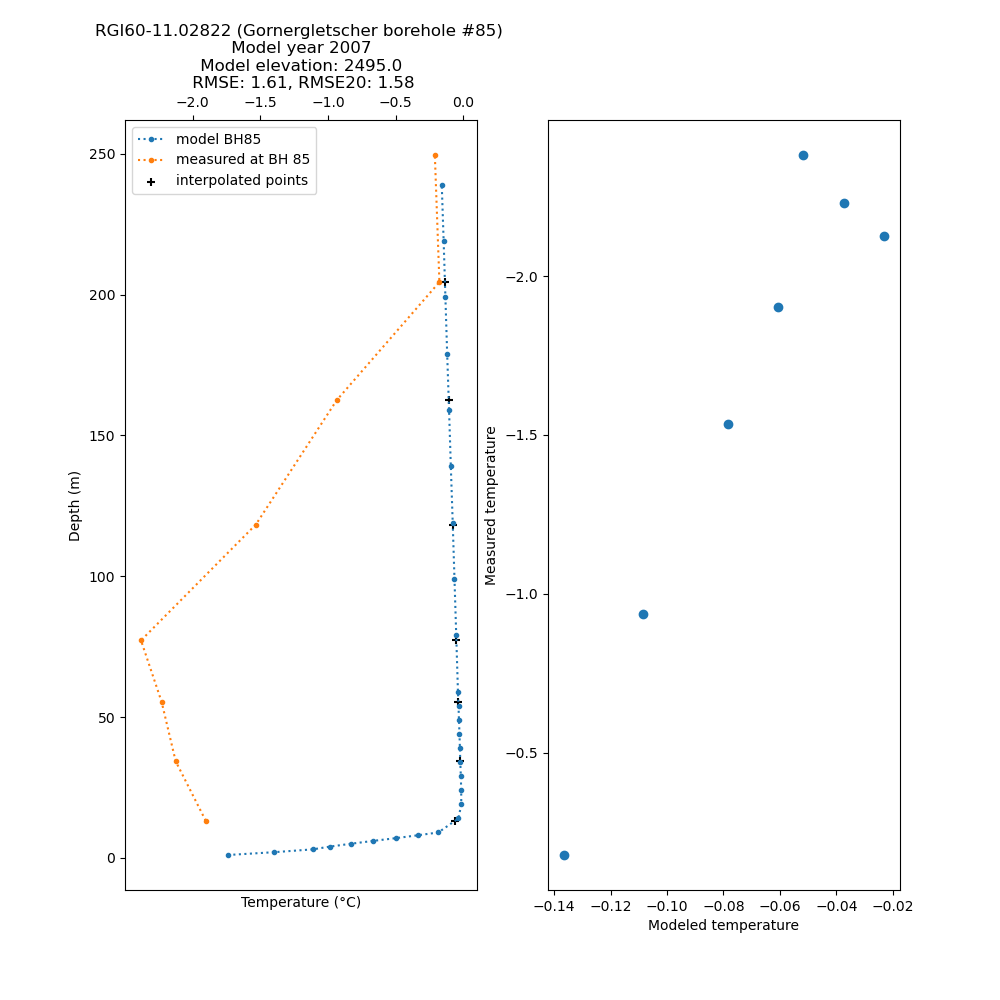 RGI60-11.02822 (Gornergletscher borehole #85)
Model year 2007
Model elevation: 2495.0
RMSE: 1.61, RMSE20: 1.58
−2.0 −1.5 −1.0 −0.5 0.0
model BH85
measured at BH 85
interpolated points
250
200
150
100
50
0
Depth (m)
Temperature (°C)
Measured temperature
−2.0
−1.5
−1.0
−0.5
−0.14 −0.12 −0.10 −0.08 −0.06 −0.04 −0.02
Modeled temperature